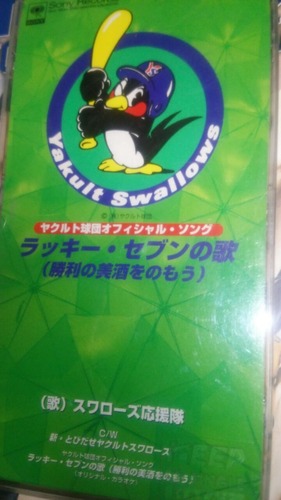 Sony Records
Yakult Swallows
ヤクルト球団オフィシャル・ソング
ラッキー・セブンの歌
(勝利の美酒をのもう)
(歌) スワローズ応援隊
C/W
新・とびだせヤクルトスワローズ
ヤクルト球団オフィシャル・ソング
ラッキー・セブンの歌 (勝利の美酒をのもう)
(オリジナル・カラオケ)